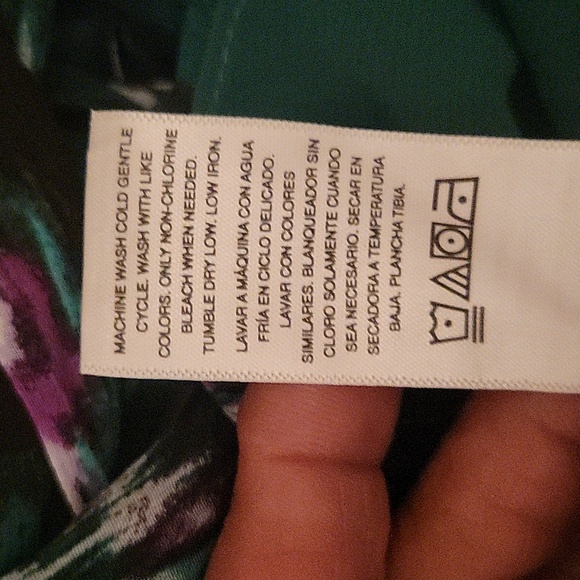 MACHINE WASH COLD GENTLE
CYCLE. WASH WITH LIKE
COLORS. ONLY NON-CHLORINE
BLEACH WHEN NEEDED.
TUMBLE DRY LOW. LOW IRON.
LAVAR A MÁQUINA CON AGUA
FRÍA EN CICLO DELICADO.
LAVAR CON COLORES
SIMILARES. BLANQUEADOR SIN
CLORO SOLAMENTE CUANDO
SEA NECESARIO. SECAR EN
SECADORA A TEMPERATURA
BAJA. PLANCHA TIBIA.